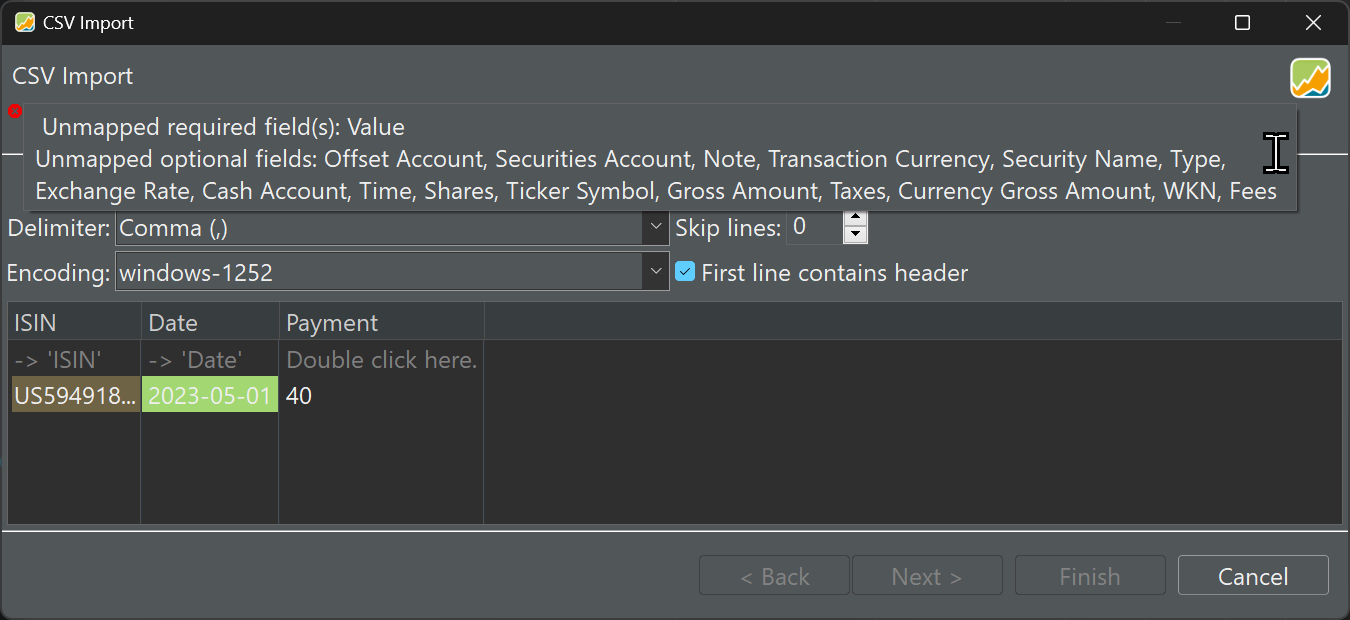 CSV Import
CSV Import
Unmapped required field(s): Value
Unmapped optional fields: Offset Account, Securities Account, Note, Transaction Currency, Security Name, Type,
Exchange Rate, Cash Account, Time, Shares, Ticker Symbol, Gross Amount, Taxes, Currency Gross Amount, WKN, Fees
Delimiter: Comma (,) Skip lines: 0
Encoding: windows-1252 First line contains header
ISIN Date Payment
-> 'ISIN' -> 'Date' Double click here.
US594918... 2023-05-01 40
< Back Next > Finish Cancel